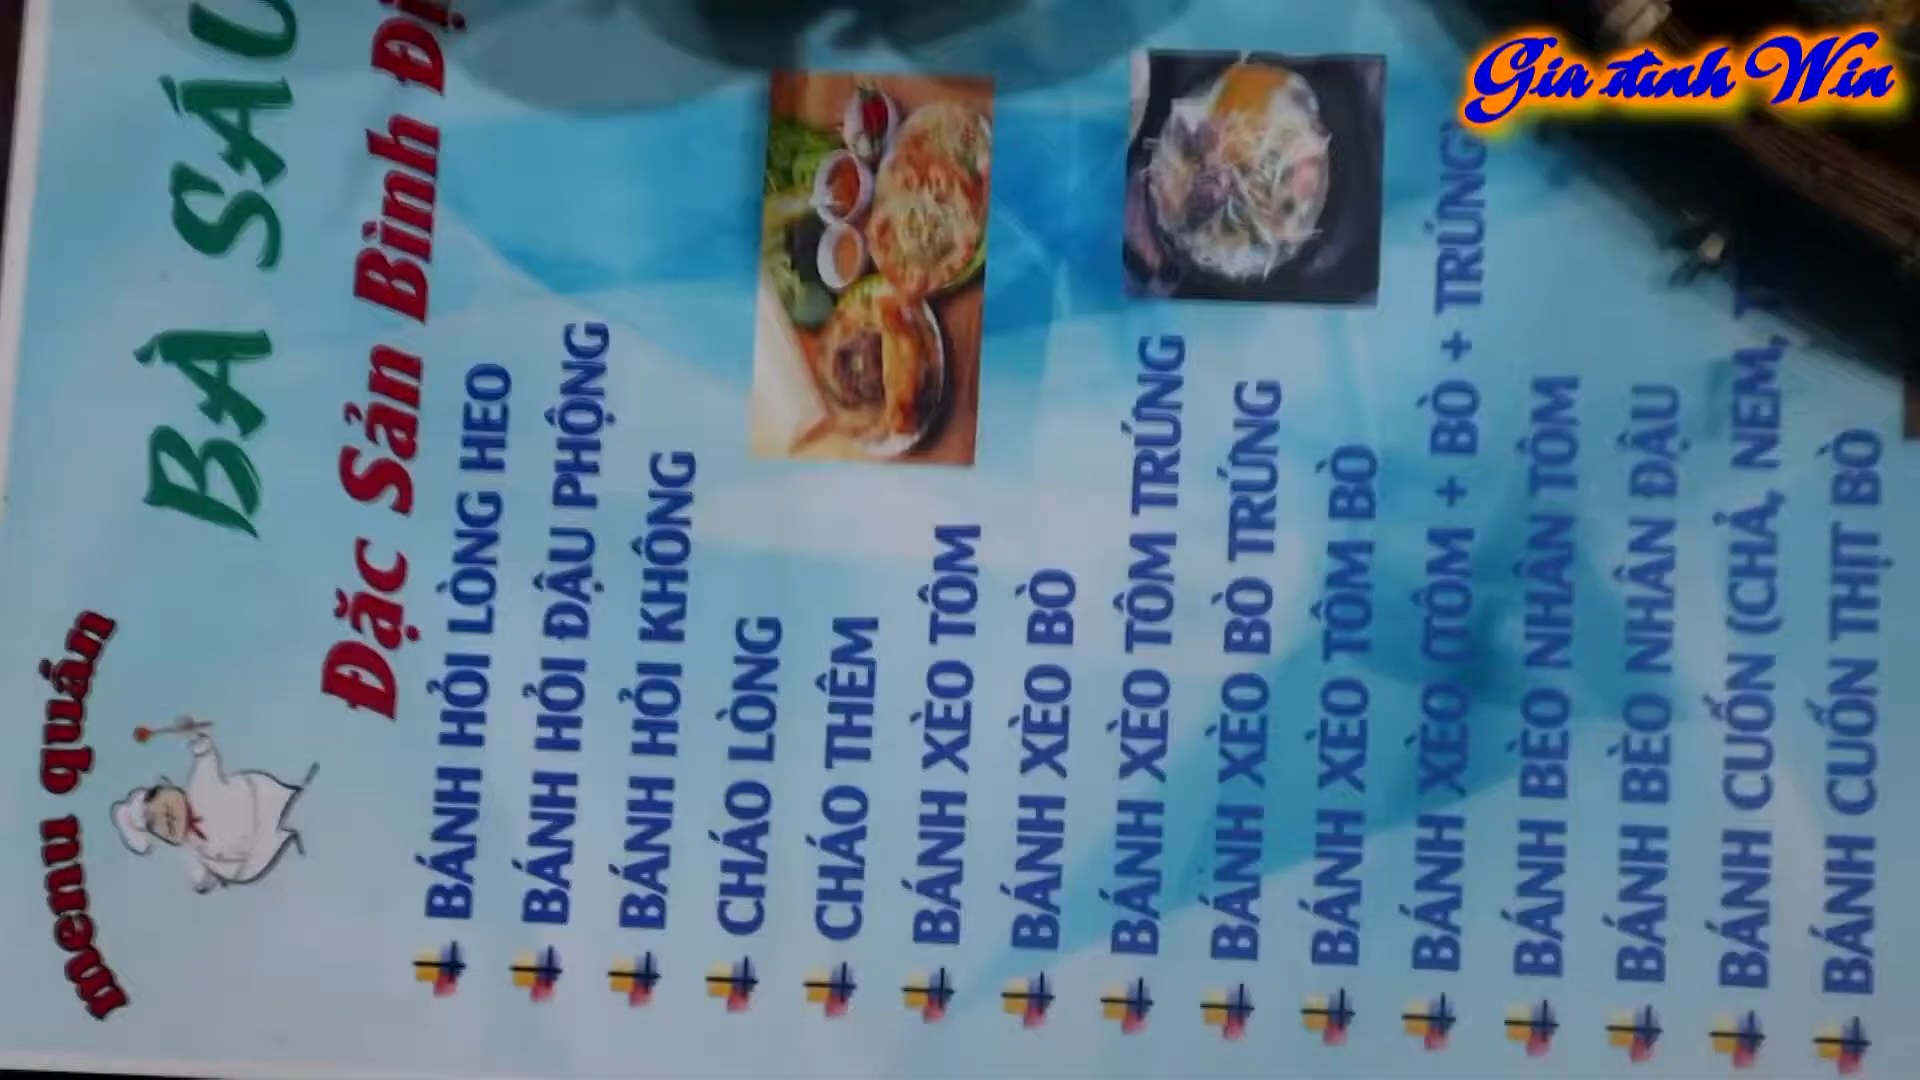 Gia đình Win
menu quán
BÀ SÁU
Đặc Sản Bình
BÁNH HỎI LÒNG HEO
BÁNH HỎI ĐẬU PHỘNG
BÁNH HỎI KHÔNG
CHÁO LÒNG
CHÁO THÊM
BÁNH XÈO TÔM
BÁNH XÈO BÒ
BÁNH XÈO TÔM TRỨNG
BÁNH XÈO BÒ TRỨNG
BÁNH XÈO TÔM BÒ
BÁNH XÈO (TÔM + BÒ + TRỨNG
BÁNH BÈO NHÂN TÔM
BÁNH BÈO NHÂN ĐẬU
BÁNH CUỐN (CHẢ, NEM,
BÁNH CUỐN THỊT BÒ